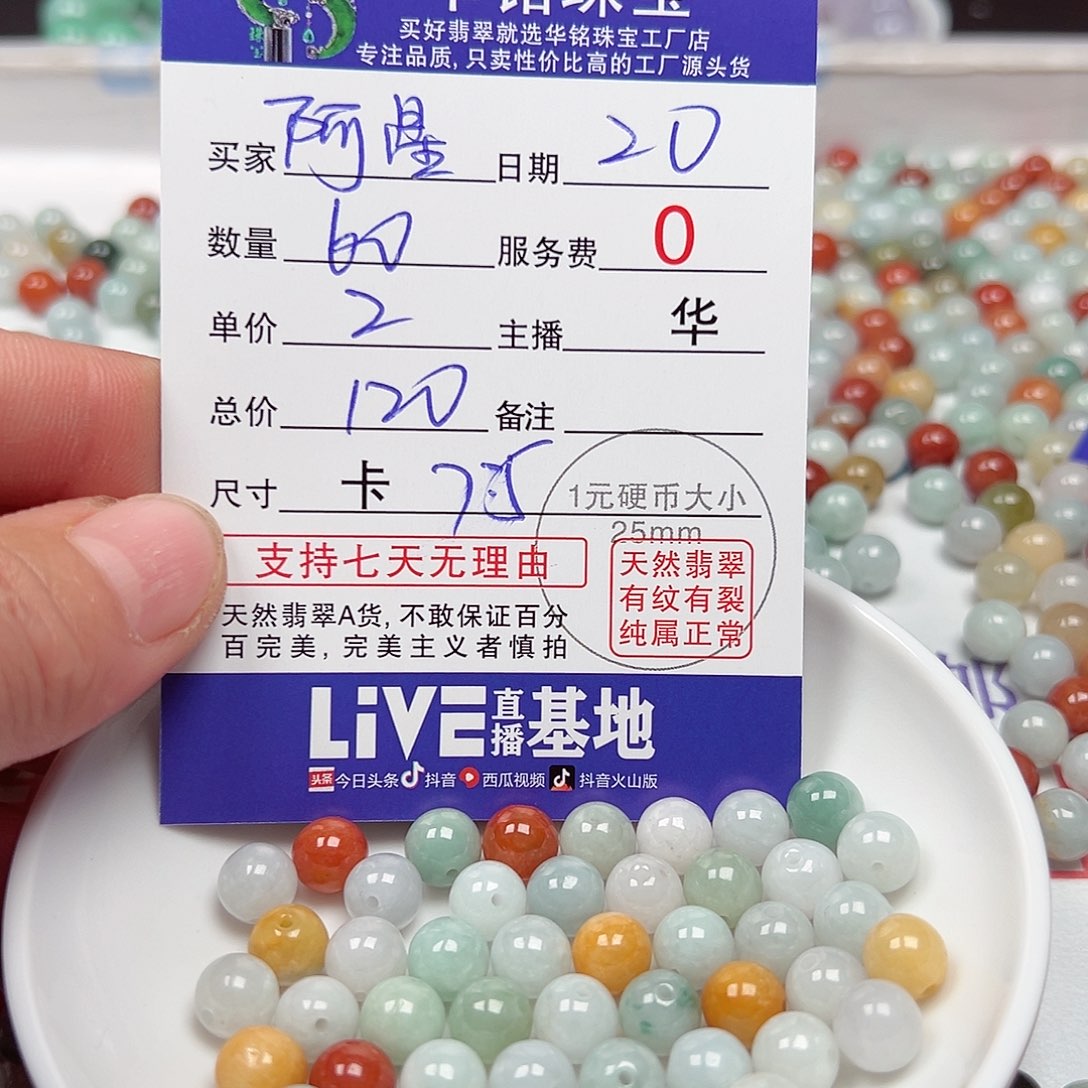 华铭珠宝
买好翡翠就选华铭珠宝工厂店
专注品质,只卖性价比高的工厂源头货
买家 阿星 日期 20
数量 60 服务费 0
单价 2 主播 华
总价 120 备注
尺寸 卡 7.5
1元硬币大小
25mm
支持七天无理由
天然翡翠
有纹有裂
纯属正常
天然翡翠A货,不敢保证百分
百完美,完美主义者慎拍
LiVE直播基地
头条 今日头条 抖音 西瓜视频 抖音火山版